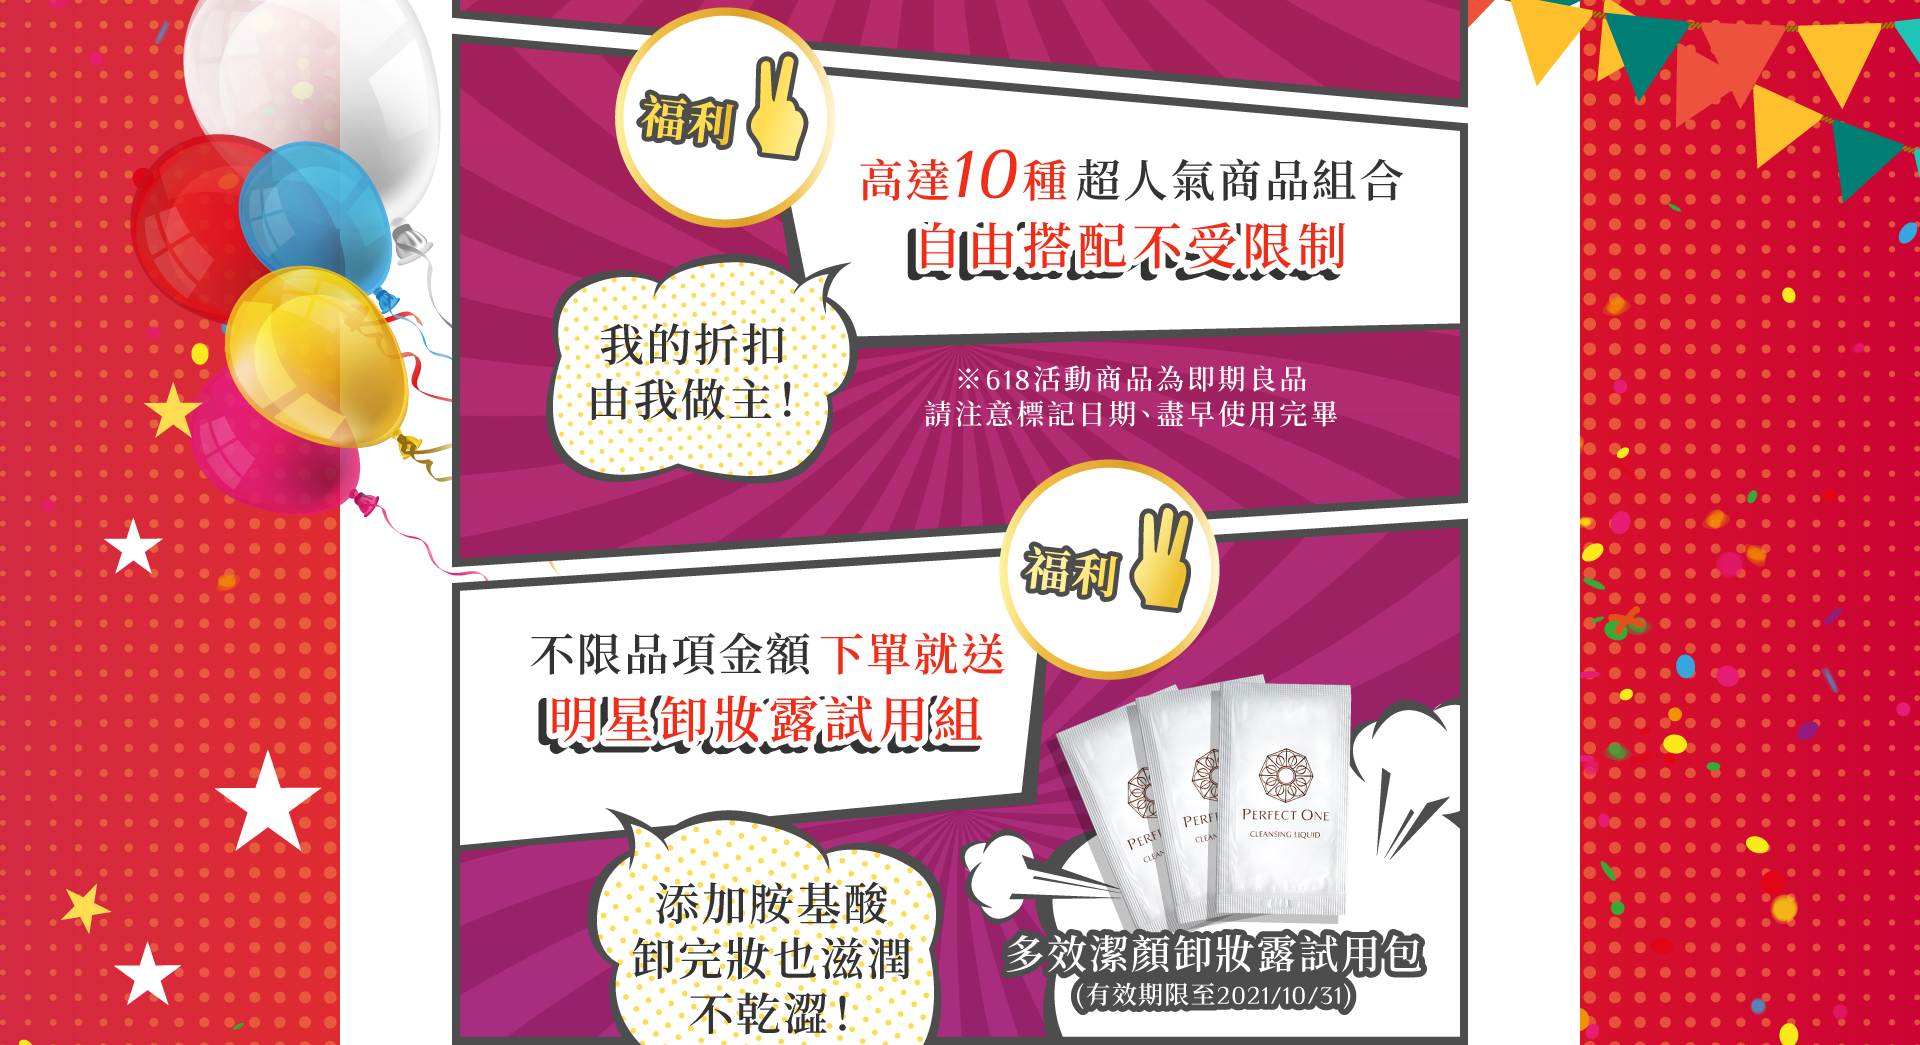 福利
高達10種 超人氣商品組合
自由搭配不受限制
我的折扣
由我做主!
※618活動商品為即期良品
請注意標記日期、盡早使用完畢
福利
不限品項金額 下單就送
明星卸妝露試用組
PERFECT ONE
CLEANSING LIQUID
PERF
CLEAN
PERF
CLEAN
添加胺基酸
卸完妝也滋潤
不乾澀!
多效潔顏卸妝露試用包
(有效期限至2021/10/31)